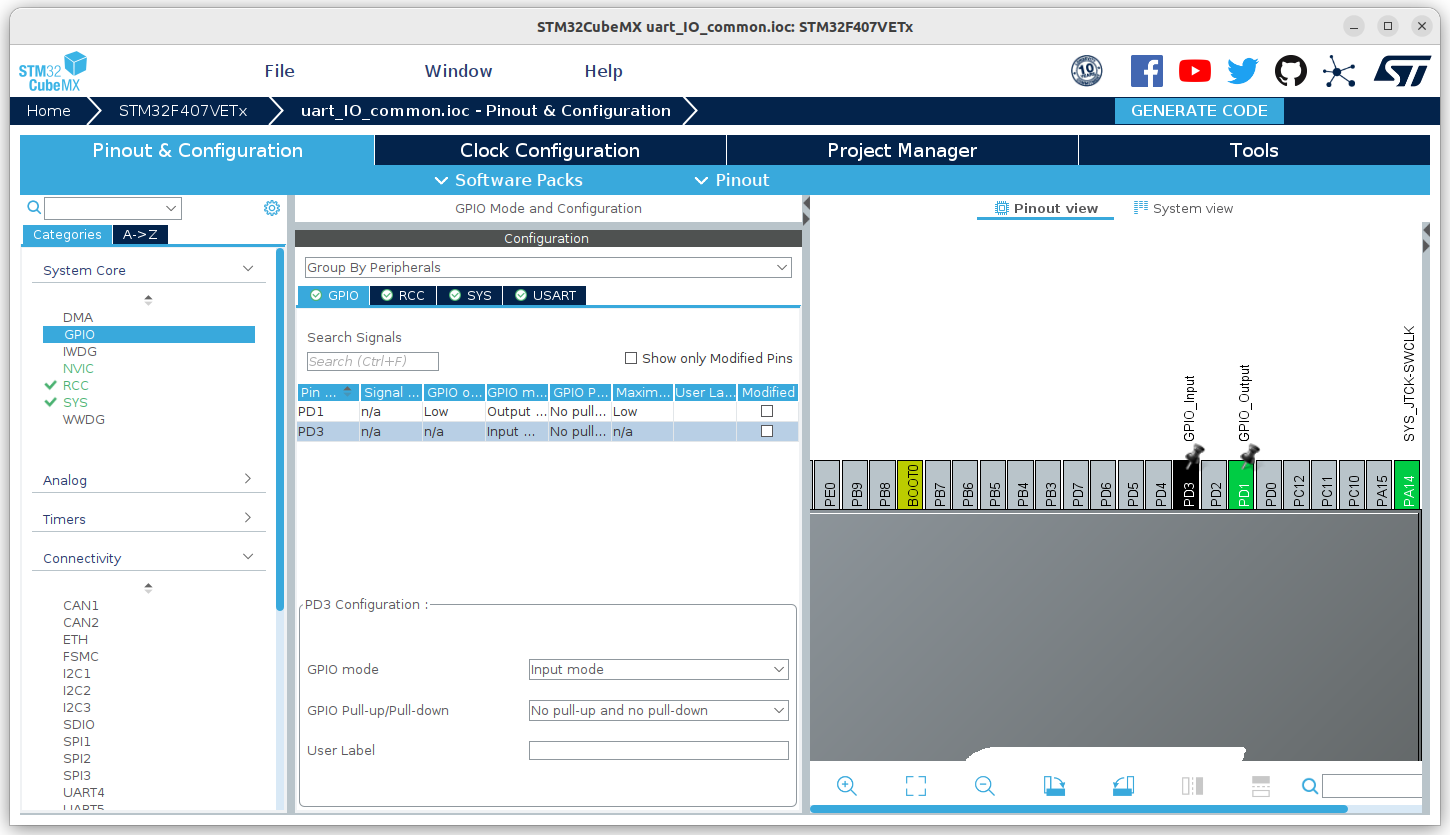 STM32CubeMX uart_IO_common.ioc: STM32F407VETx
STM32
CubeMX
File Window Help
10
ST
Home STM32F407VETx uart_IO_common.ioc - Pinout & Configuration GENERATE CODE
Pinout & Configuration Clock Configuration Project Manager Tools
Software Packs Pinout
Categories A->Z
System Core
DMA
GPIO
IWDG
NVIC
RCC
SYS
WWDG
Analog
Timers
Connectivity
CAN1
CAN2
ETH
FSMC
I2C1
I2C2
I2C3
SDIO
SPI1
SPI2
SPI3
UART4
UART5
GPIO Mode and Configuration
Configuration
Group By Peripherals
GPIO RCC SYS USART
Search Signals
Search (Ctrl+F) Show only Modified Pins
Pin ... Signal ... GPIO o... GPIO m... GPIO P... Maxim... User La... Modified
PD1 n/a Low Output ... No pull... Low
PD3 n/a n/a Input ... No pull... n/a
PD3 Configuration :
GPIO mode Input mode
GPIO Pull-up/Pull-down No pull-up and no pull-down
User Label
Pinout view System view
GPIO_Input GPIO_Output SYS_JTCK-SWCLK
PE0 PB9 PB8 BOOT0 PB7 PB6 PB5 PB4 PB3 PD7 PD6 PD5 PD4 PD3 PD2 PD1 PD0 PC12 PC11 PC10 PA15 PA14